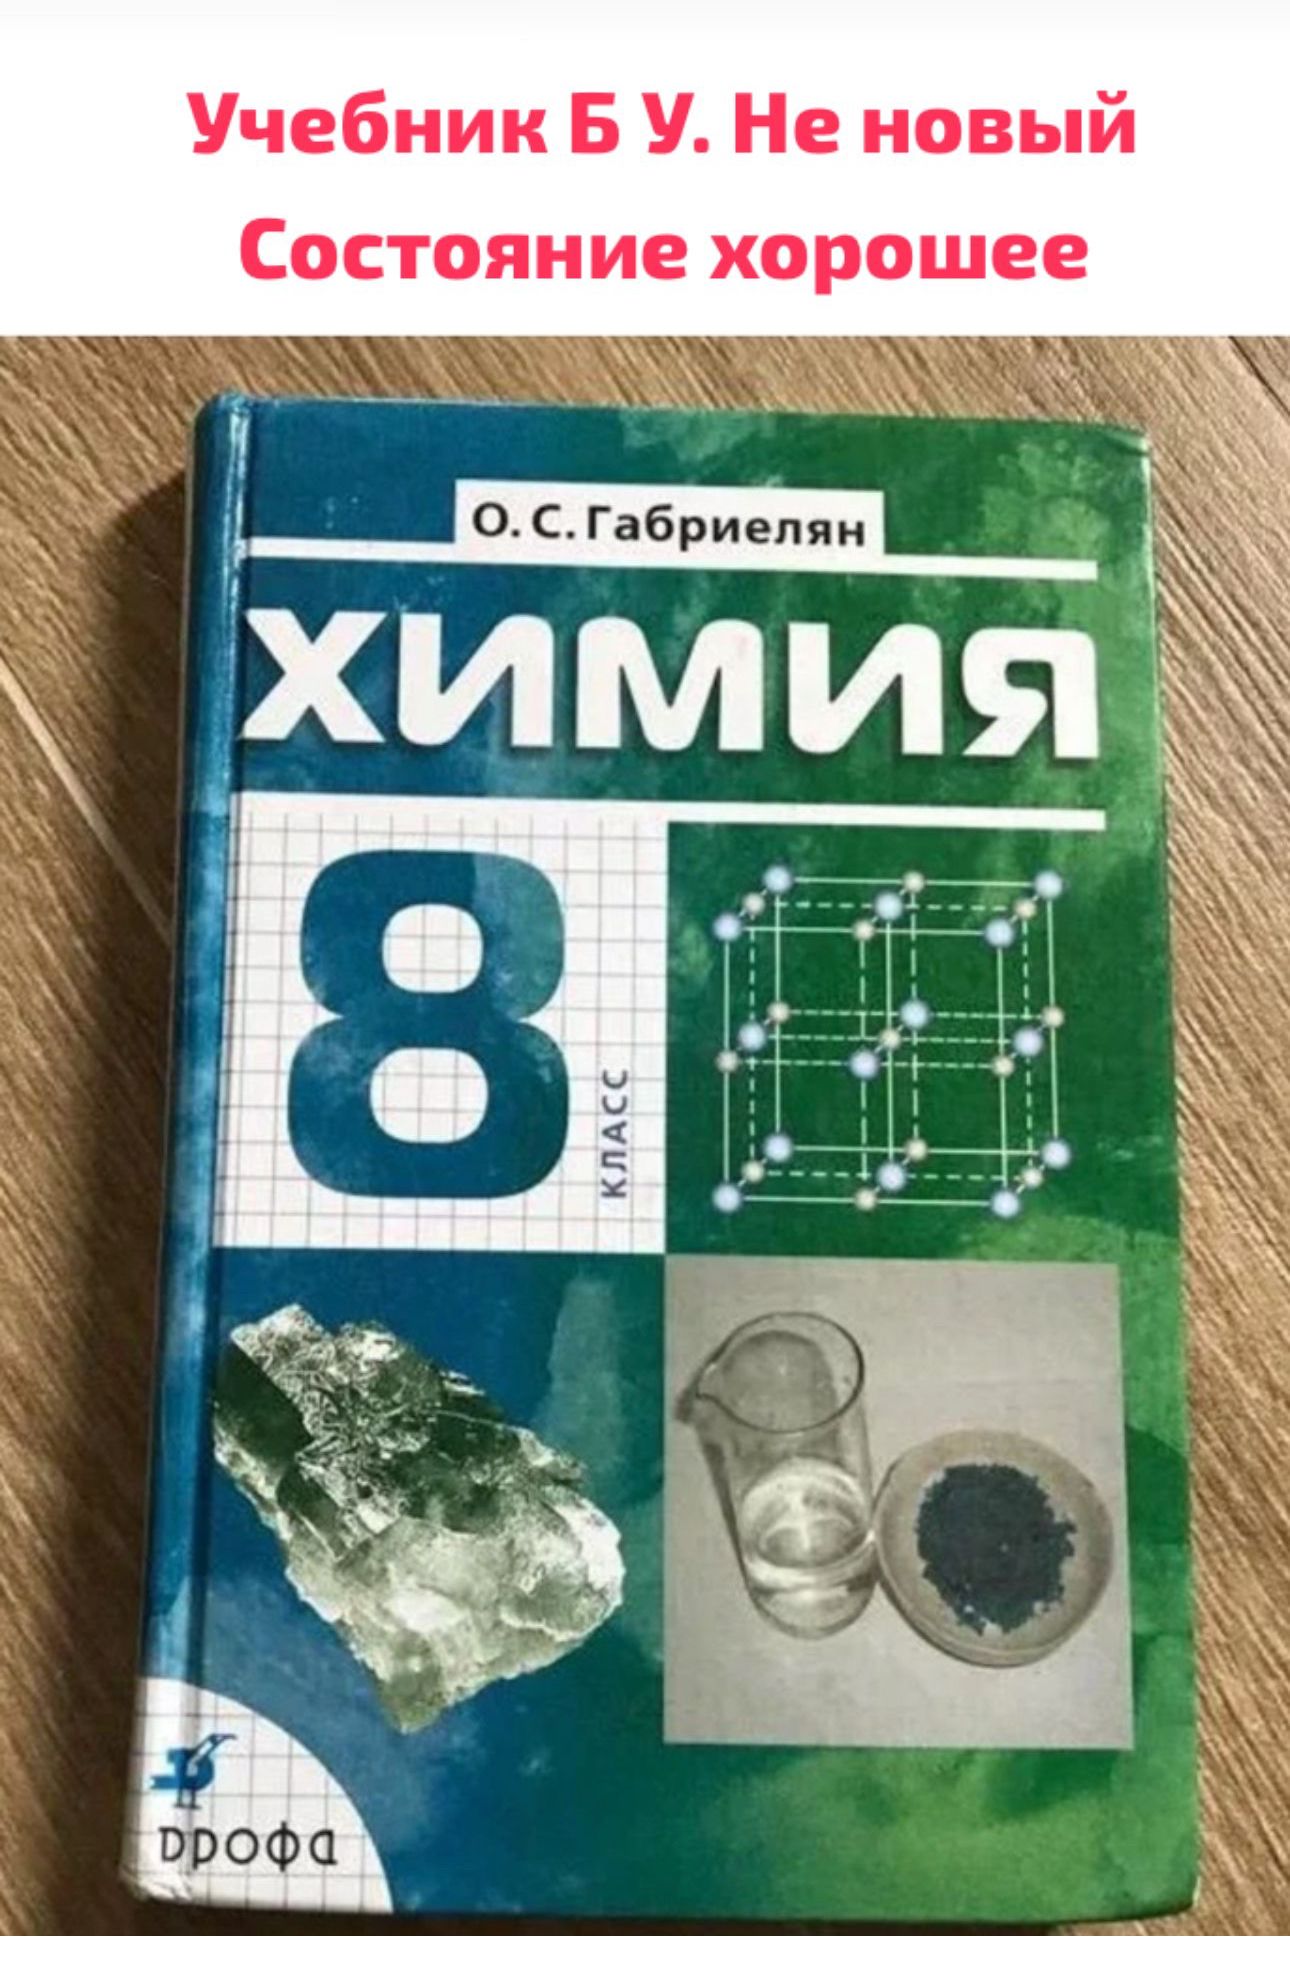 Учебник Б У. Не новый
Состояние хорошее
О. С. Габриелян
ХИМИЯ
8
КЛАСС
ДРОФА